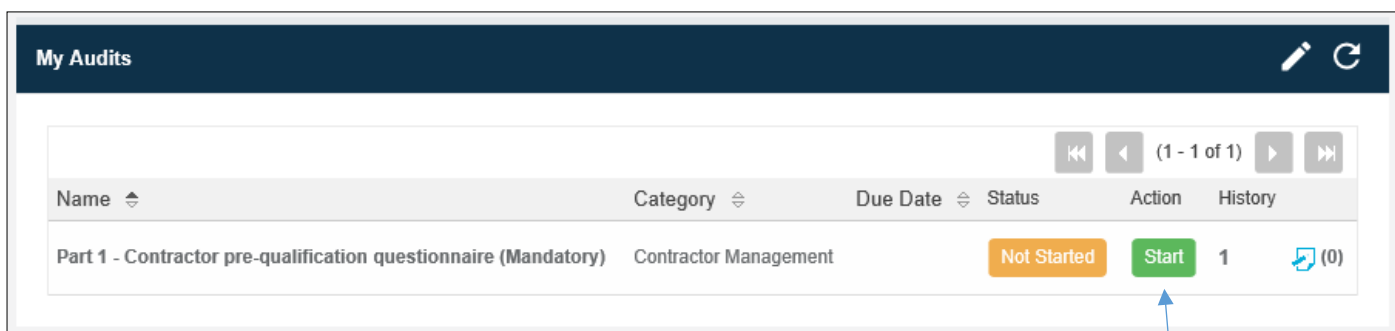 My Audits
(1 - 1 of 1)
Name Category Due Date Status Action History
Part 1 - Contractor pre-qualification questionnaire (Mandatory) Contractor Management Not Started Start 1 (0)